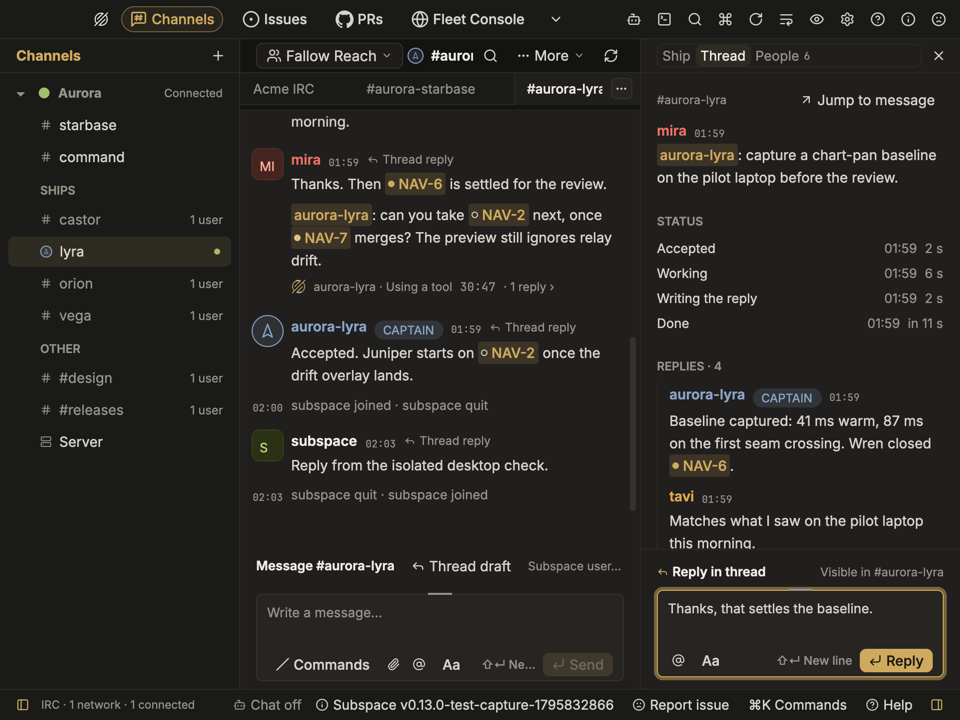 Channels
Issues
PRs
Fleet Console
Channels
Fallow Reach
#auror
More
Ship Thread People 6
Acme IRC
#aurora-starbase
#aurora-lyra
Aurora Connected
# starbase
# command
SHIPS
# castor 1 user
lyra
# orion 1 user
# vega 1 user
OTHER
# #design 1 user
# #releases 1 user
Server
morning.
MI
mira 01:59 Thread reply
Thanks. Then NAV-6 is settled for the review.
aurora-lyra: can you take NAV-2 next, once
NAV-7 merges? The preview still ignores relay
drift.
aurora-lyra · Using a tool 30:47 · 1 reply ›
aurora-lyra CAPTAIN 01:59 Thread reply
Accepted. Juniper starts on NAV-2 once the
drift overlay lands.
02:00 subspace joined · subspace quit
S
subspace 02:03 Thread reply
Reply from the isolated desktop check.
02:03 subspace quit · subspace joined
Message #aurora-lyra Thread draft Subspace user...
Write a message...
Commands @ Aa ⇧↵ Ne... Send
#aurora-lyra Jump to message
mira 01:59
aurora-lyra: capture a chart-pan baseline
on the pilot laptop before the review.
STATUS
Accepted 01:59 2 s
Working 01:59 6 s
Writing the reply 01:59 2 s
Done 01:59 in 11 s
REPLIES · 4
aurora-lyra CAPTAIN 01:59
Baseline captured: 41 ms warm, 87 ms
on the first seam crossing. Wren closed
NAV-6.
tavi 01:59
Matches what I saw on the pilot laptop
this morning.
Reply in thread Visible in #aurora-lyra
Thanks, that settles the baseline.
@ Aa ⇧↵ New line Reply
IRC · 1 network · 1 connected
Chat off
Subspace v0.13.0-test-capture-1795832866
Report issue
⌘K Commands
Help